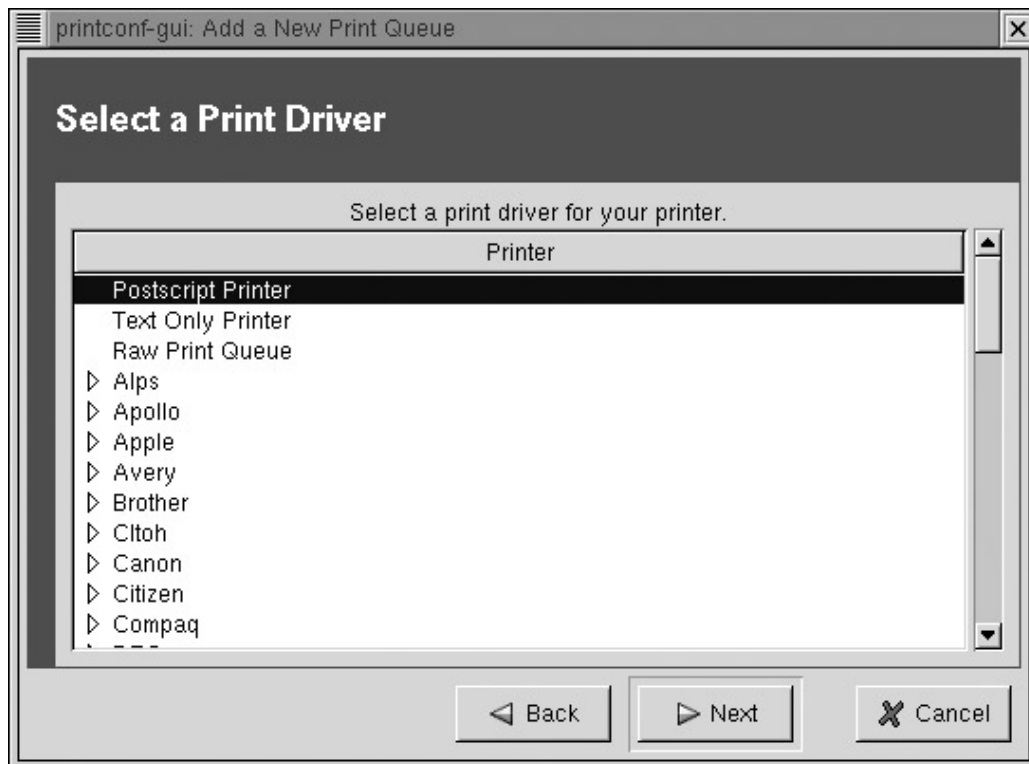 printconf-gui: Add a New Print Queue
Select a Print Driver
Select a print driver for your printer.
Printer
Postscript Printer
Text Only Printer
Raw Print Queue
Alps
Apollo
Apple
Avery
Brother
CItoh
Canon
Citizen
Compaq
Back
Next
Cancel